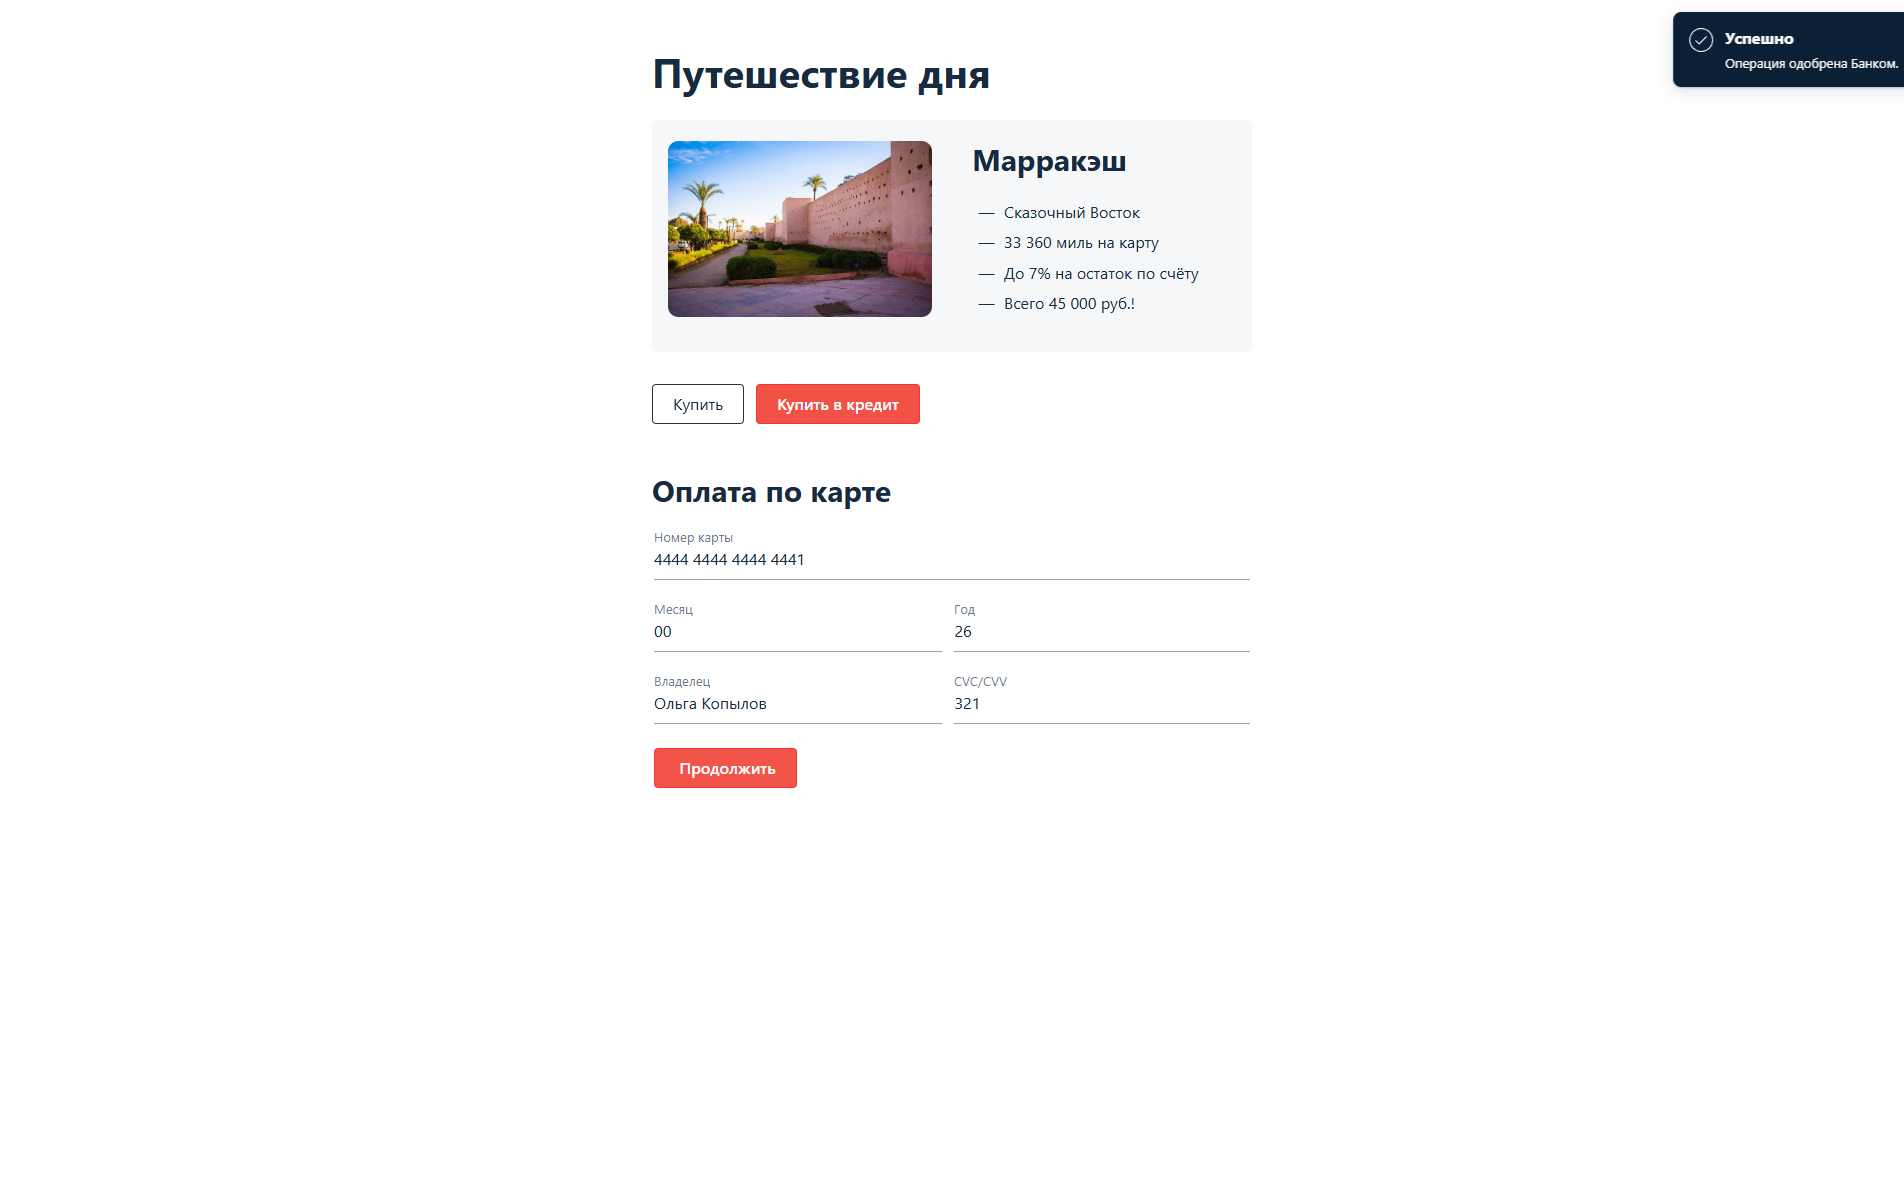 Путешествие дня
Успешно
Операция одобрена Банком.
Марракэш
— Сказочный Восток
— 33 360 миль на карту
— До 7% на остаток по счёту
— Всего 45 000 руб.!
Купить
Купить в кредит
Оплата по карте
Номер карты
4444 4444 4444 4441
Месяц
00
Год
26
Владелец
Ольга Копылов
CVC/CVV
321
Продолжить